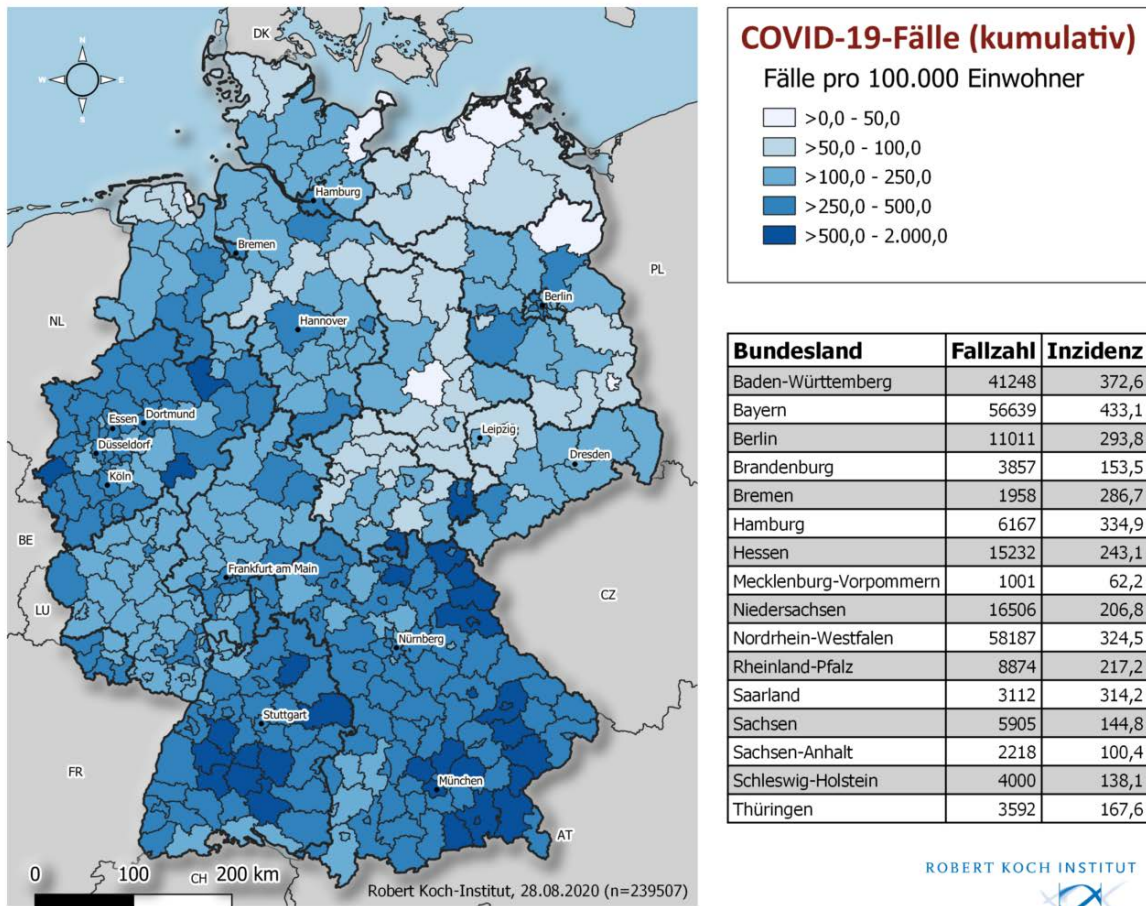 N
W
E
S
DK
PL
NL
BE
LU
FR
CH
AT
CZ
Hamburg
Bremen
Berlin
Hannover
Essen
Dortmund
Düsseldorf
Köln
Leipzig
Dresden
Frankfurt am Main
Nürnberg
Stuttgart
München
0 100 200 km
Robert Koch-Institut, 28.08.2020 (n=239507)
COVID-19-Fälle (kumulativ)
Fälle pro 100.000 Einwohner
>0,0 - 50,0
>50,0 - 100,0
>100,0 - 250,0
>250,0 - 500,0
>500,0 - 2.000,0
Bundesland Fallzahl Inzidenz
Baden-Württemberg 41248 372,6
Bayern 56639 433,1
Berlin 11011 293,8
Brandenburg 3857 153,5
Bremen 1958 286,7
Hamburg 6167 334,9
Hessen 15232 243,1
Mecklenburg-Vorpommern 1001 62,2
Niedersachsen 16506 206,8
Nordrhein-Westfalen 58187 324,5
Rheinland-Pfalz 8874 217,2
Saarland 3112 314,2
Sachsen 5905 144,8
Sachsen-Anhalt 2218 100,4
Schleswig-Holstein 4000 138,1
Thüringen 3592 167,6
ROBERT KOCH INSTITUT